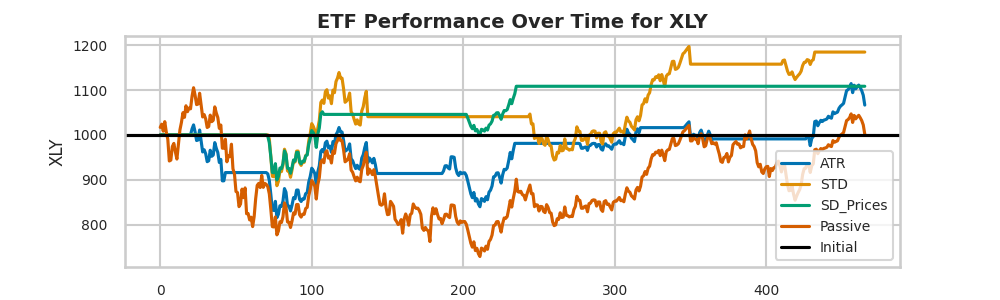 ETF Performance Over Time for XLY
XLY
1200
1100
1000
900
800
0
100
200
300
400
ATR
STD
SD_Prices
Passive
Initial